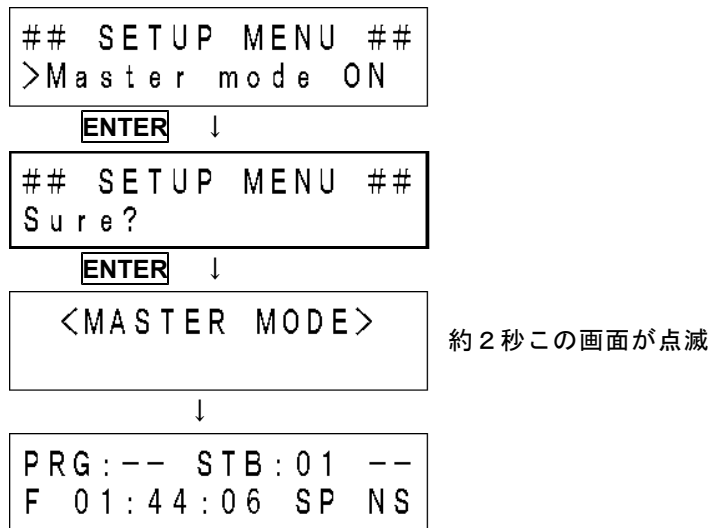 ## SETUP MENU ##
>Master mode ON
ENTER ↓
## SETUP MENU ##
Sure?
ENTER ↓
<MASTER MODE>
約２秒この画面が点滅
↓
PRG:-- STB:01 --
F 01:44:06 SP NS